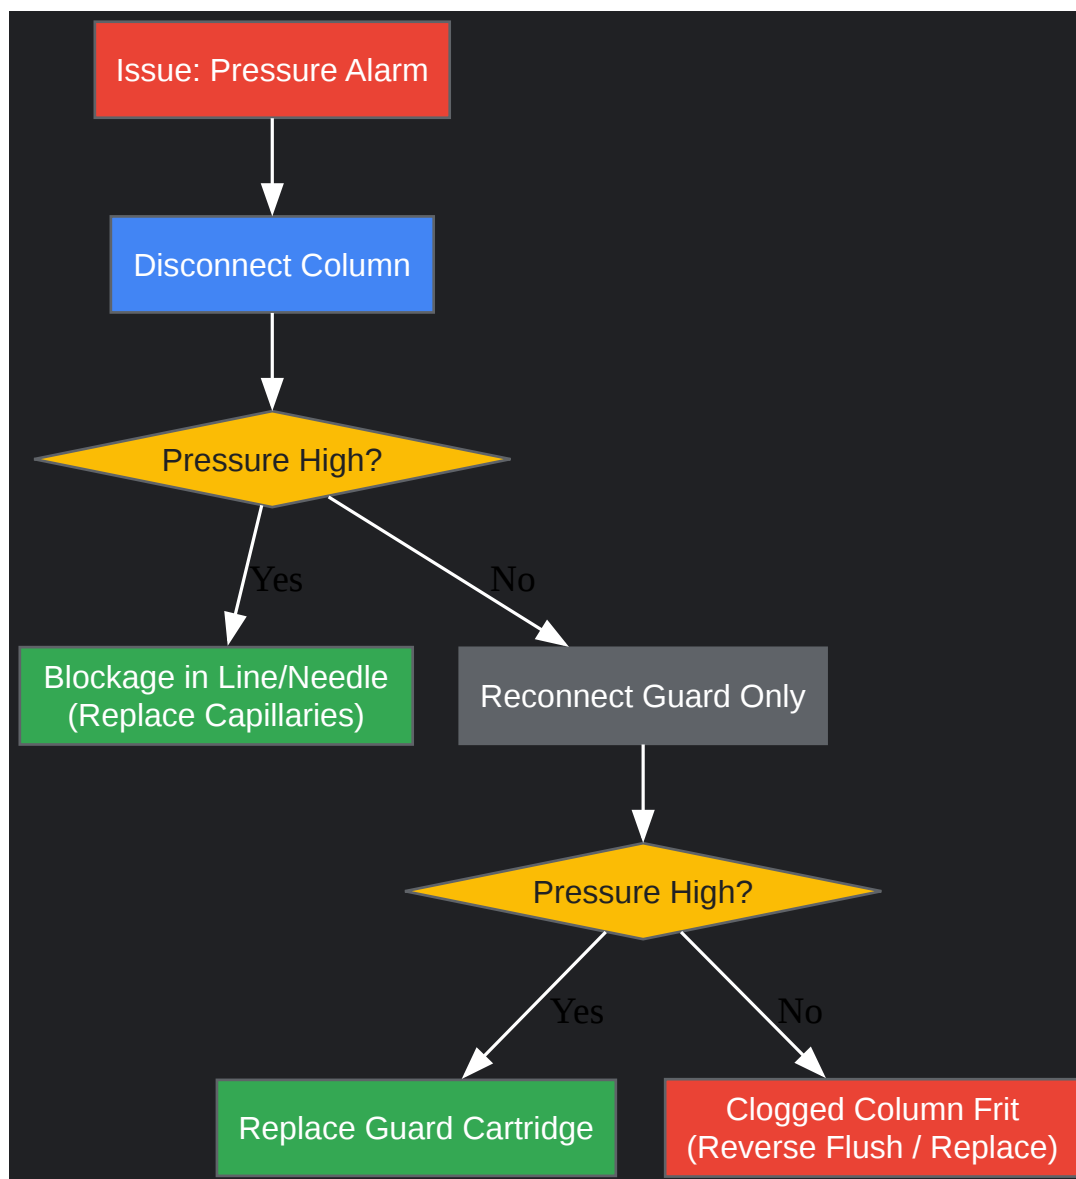 Issue: Pressure Alarm
Disconnect Column
Pressure High?
Yes
No
Blockage in Line/Needle
(Replace Capillaries)
Reconnect Guard Only
Pressure High?
Yes
No
Replace Guard Cartridge
Clogged Column Frit
(Reverse Flush / Replace)